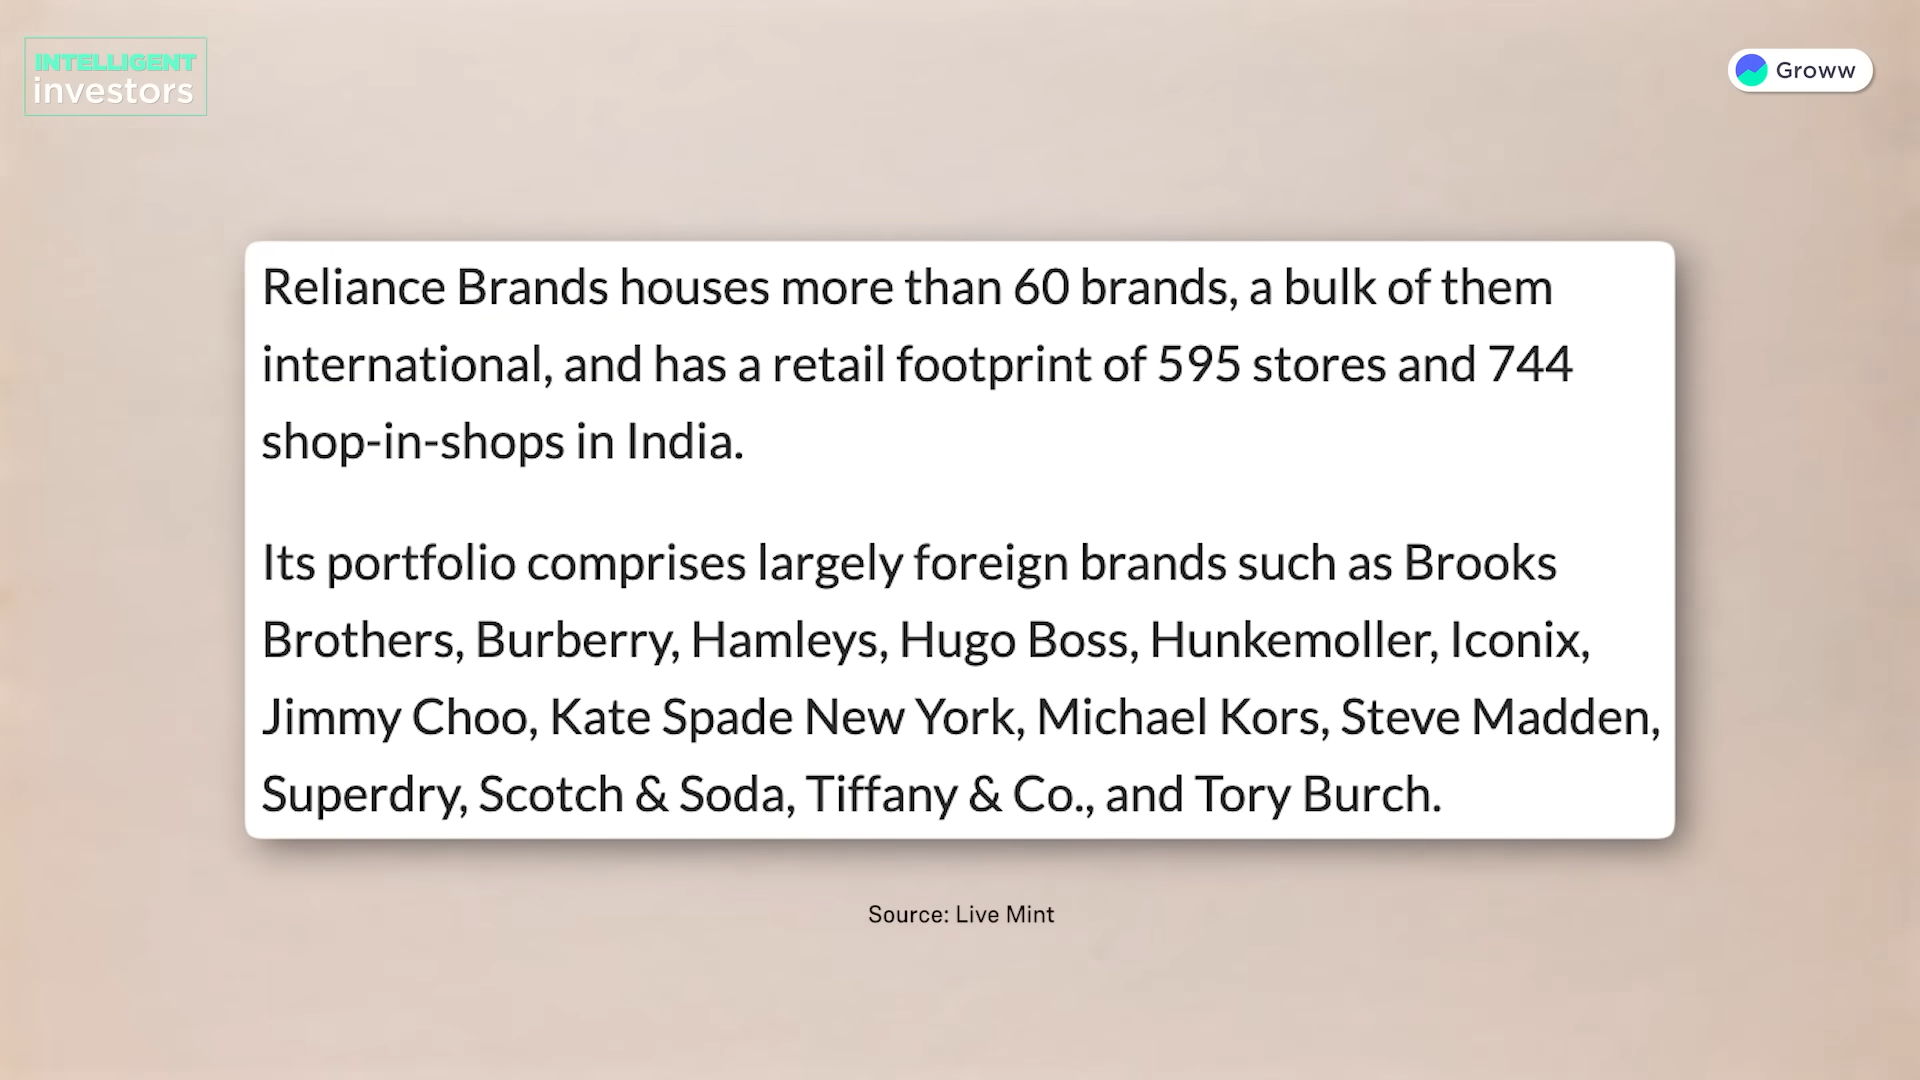 INTELLIGENT
investors
Groww
Reliance Brands houses more than 60 brands, a bulk of them
international, and has a retail footprint of 595 stores and 744
shop-in-shops in India.
Its portfolio comprises largely foreign brands such as Brooks
Brothers, Burberry, Hamleys, Hugo Boss, Hunkemoller, Iconix,
Jimmy Choo, Kate Spade New York, Michael Kors, Steve Madden,
Superdry, Scotch & Soda, Tiffany & Co., and Tory Burch.
Source: Live Mint